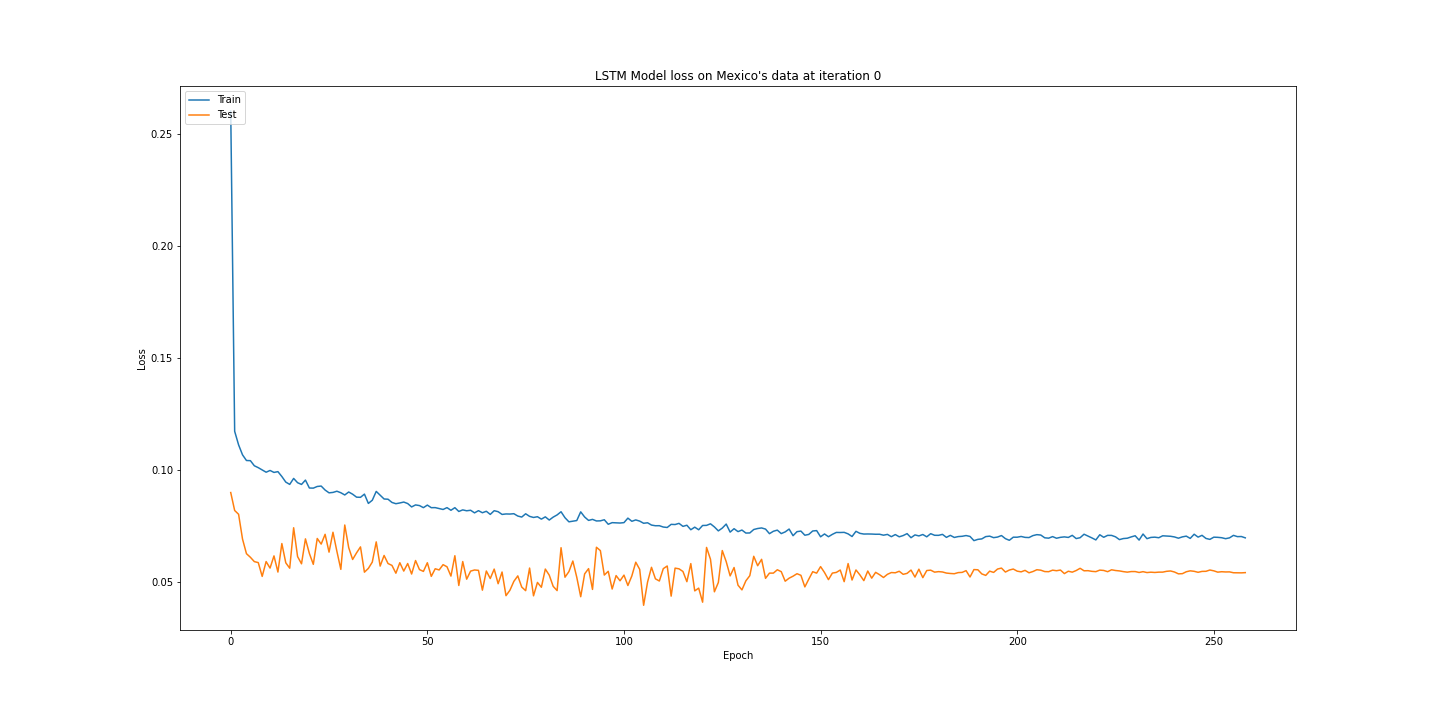 LSTM Model loss on Mexico's data at iteration 0
Train
Test
0.25
0.20
0.15
0.10
0.05
Loss
0 50 100 150 200 250
Epoch